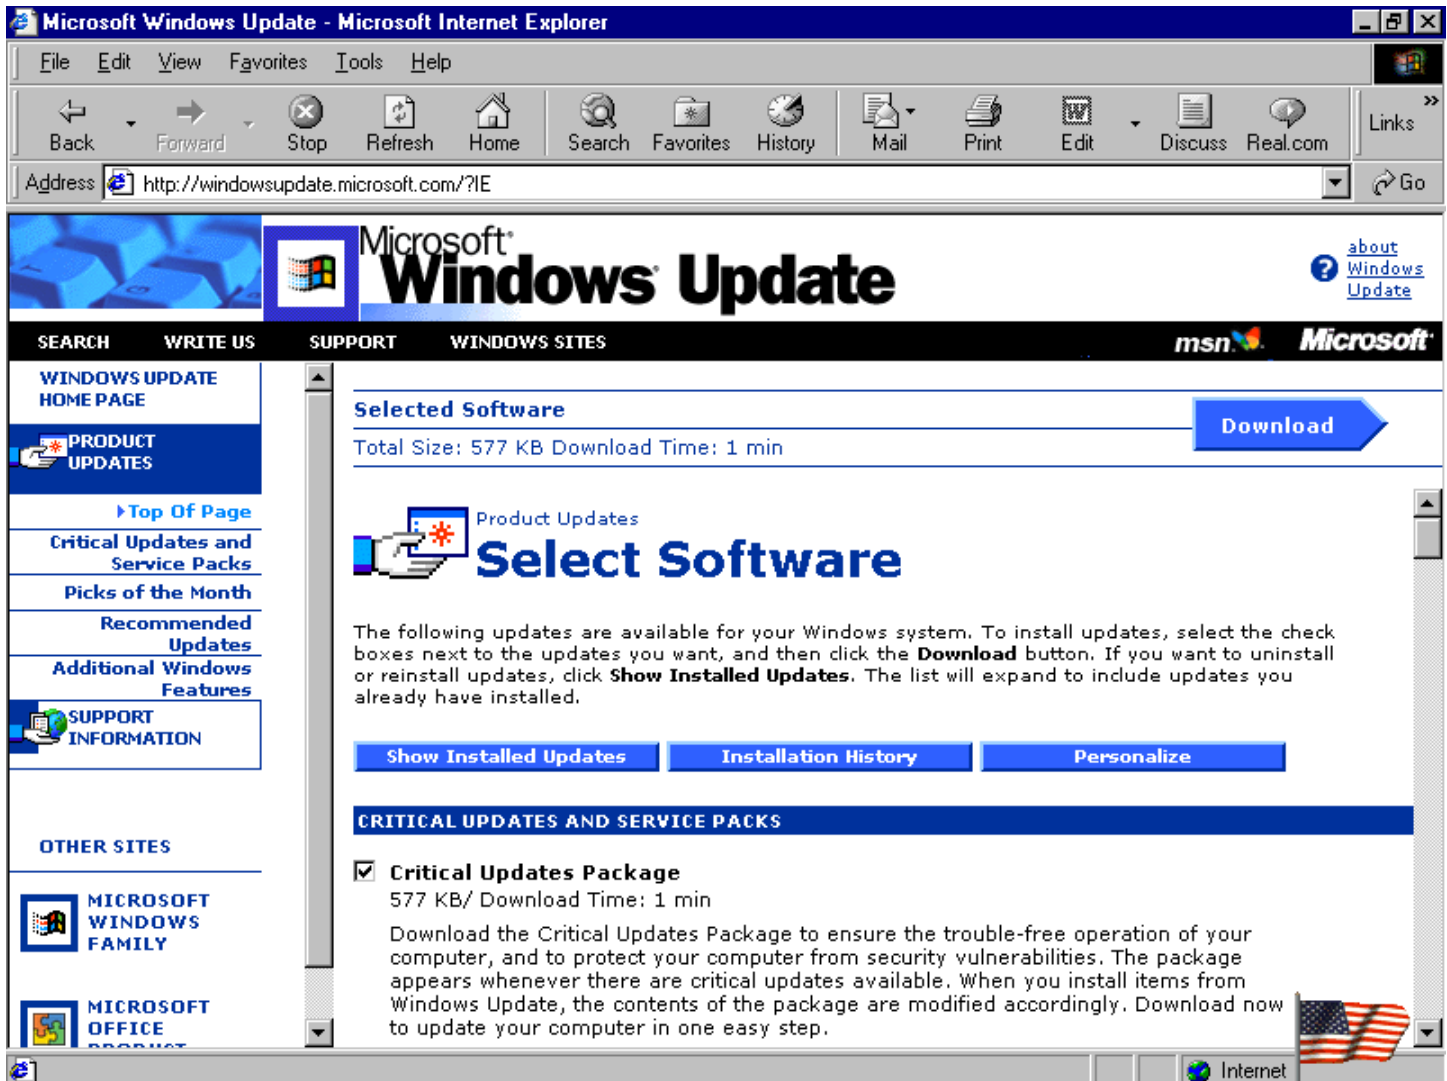 Microsoft Windows Update - Microsoft Internet Explorer
File Edit View Favorites Tools Help
Back Forward Stop Refresh Home Search Favorites History Mail Print Edit Discuss Real.com Links »
Address http://windowsupdate.microsoft.com/?IE Go
Microsoft
Windows Update
about
Windows
Update
SEARCH WRITE US SUPPORT WINDOWS SITES msn Microsoft
WINDOWS UPDATE
HOME PAGE
PRODUCT
UPDATES
Top Of Page
Critical Updates and
Service Packs
Picks of the Month
Recommended
Updates
Additional Windows
Features
SUPPORT
INFORMATION
OTHER SITES
MICROSOFT
WINDOWS
FAMILY
MICROSOFT
OFFICE
PRODUCT
Selected Software
Total Size: 577 KB Download Time: 1 min
Download
Product Updates
Select Software
The following updates are available for your Windows system. To install updates, select the check
boxes next to the updates you want, and then click the Download button. If you want to uninstall
or reinstall updates, click Show Installed Updates. The list will expand to include updates you
already have installed.
Show Installed Updates Installation History Personalize
CRITICAL UPDATES AND SERVICE PACKS
Critical Updates Package
577 KB/ Download Time: 1 min
Download the Critical Updates Package to ensure the trouble-free operation of your
computer, and to protect your computer from security vulnerabilities. The package
appears whenever there are critical updates available. When you install items from
Windows Update, the contents of the package are modified accordingly. Download now
to update your computer in one easy step.
Internet